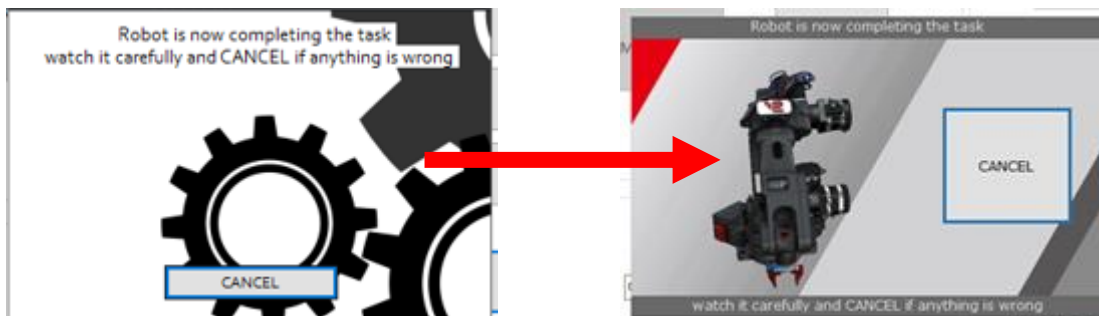 Robot is now completing the task
watch it carefully and CANCEL if anything is wrong
CANCEL
Robot is now completing the task
CANCEL
watch it carefully and CANCEL if anything is wrong